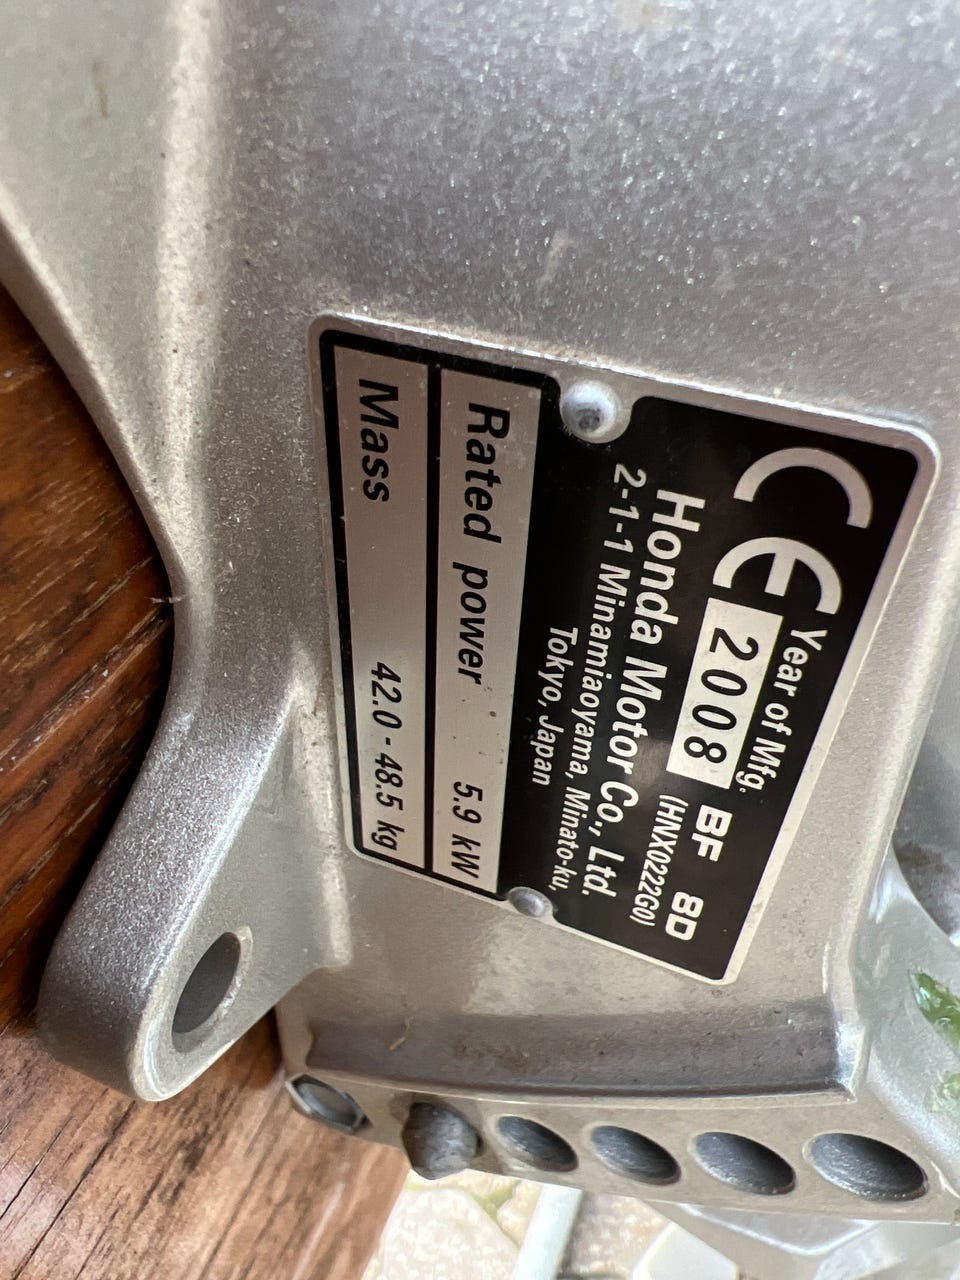 CE
Year of Mfg.
2008
BF 8D
(HNX0222G0)
Honda Motor Co., Ltd.
2-1-1 Minamiaoyama, Minato-ku,
Tokyo, Japan
Rated power 5.9 kW
Mass 42.0 - 48.5 kg